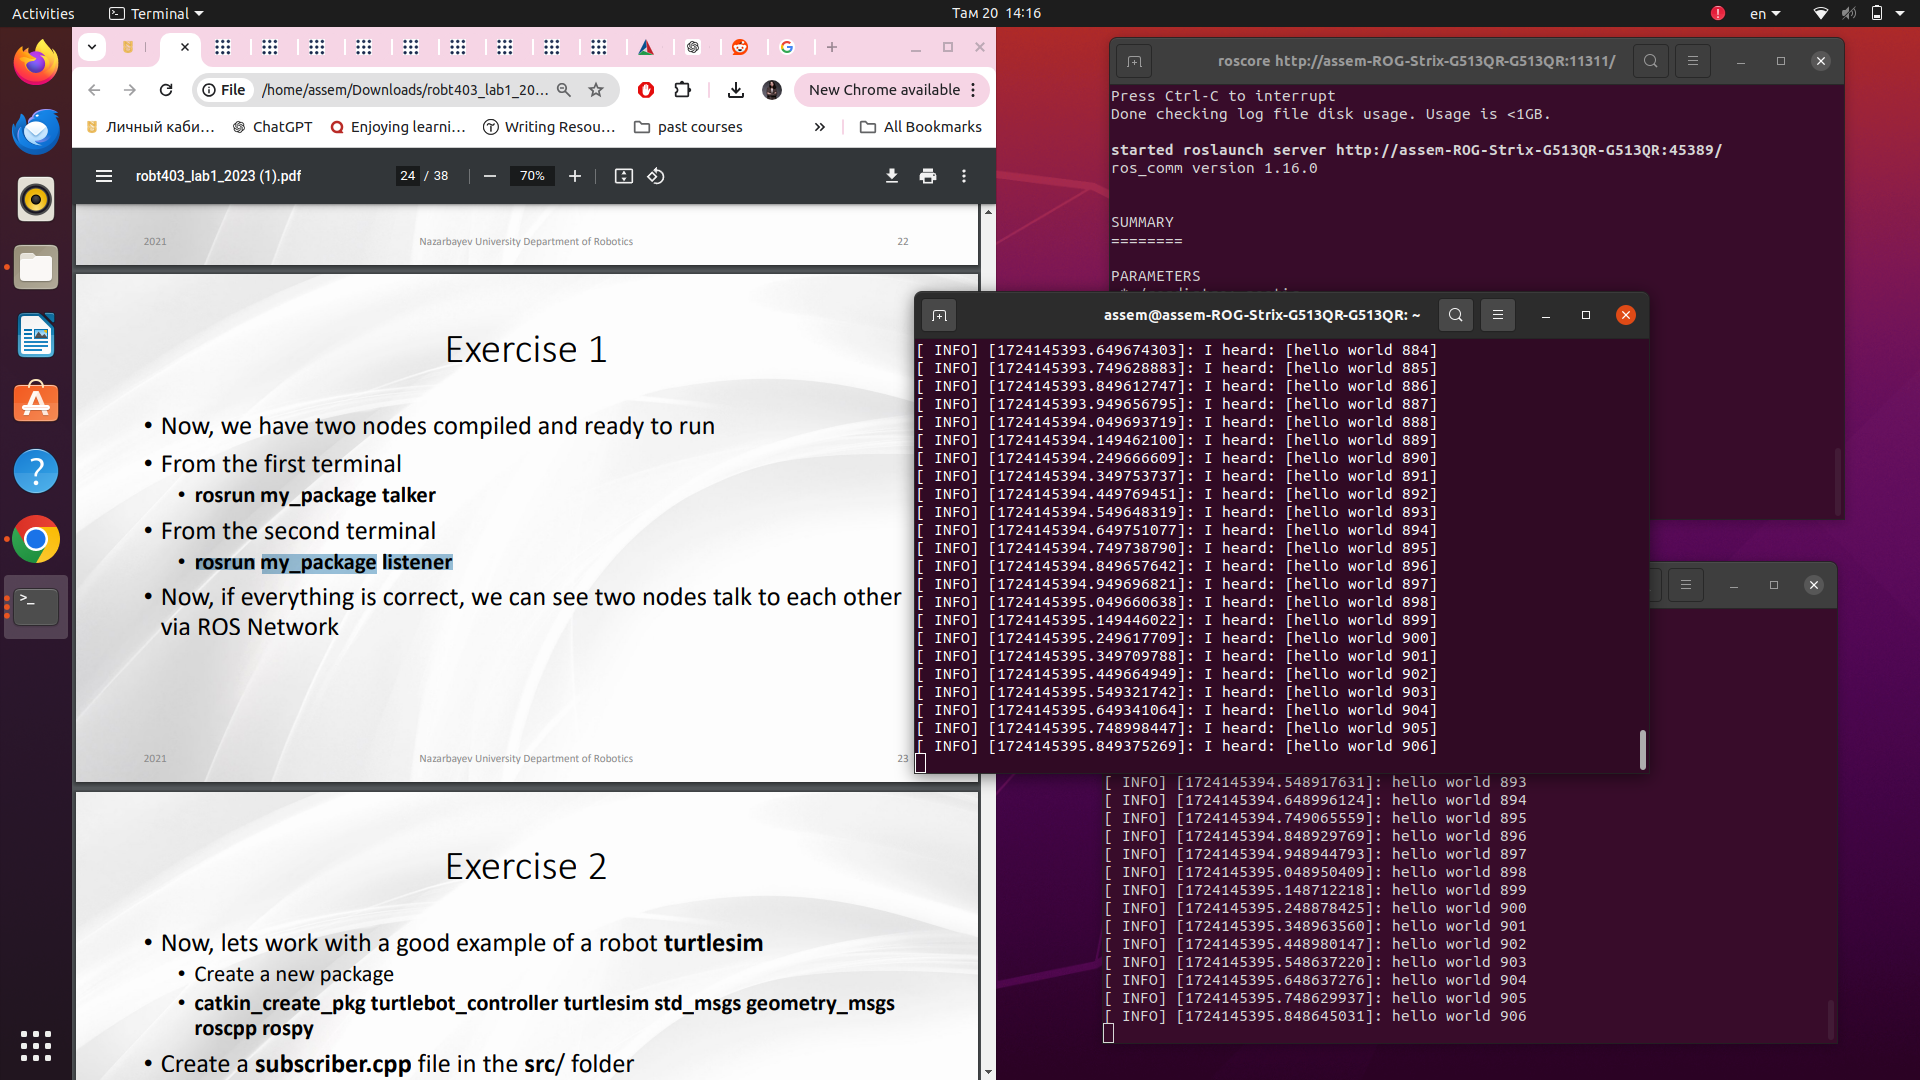 Activities
Terminal
Там 20 14:16
en
File
/home/assem/Downloads/robt403_lab1_20...
New Chrome available
Личный каби...
ChatGPT
Enjoying learni...
Writing Resou...
past courses
»
All Bookmarks
robt403_lab1_2023 (1).pdf
24 / 38
70%
2021
Nazarbayev University Department of Robotics
22
Exercise 1
• Now, we have two nodes compiled and ready to run
• From the first terminal
• rosrun my_package talker
• From the second terminal
• rosrun my_package listener
• Now, if everything is correct, we can see two nodes talk to each other
via ROS Network
2021
Nazarbayev University Department of Robotics
23
Exercise 2
• Now, lets work with a good example of a robot turtlesim
• Create a new package
• catkin_create_pkg turtlebot_controller turtlesim std_msgs geometry_msgs
roscpp rospy
• Create a subscriber.cpp file in the src/ folder
roscore http://assem-ROG-Strix-G513QR-G513QR:11311/
Press Ctrl-C to interrupt
Done checking log file disk usage. Usage is <1GB.
started roslaunch server http://assem-ROG-Strix-G513QR-G513QR:45389/
ros_comm version 1.16.0
SUMMARY
========
PARAMETERS
assem@assem-ROG-Strix-G513QR-G513QR: ~
[ INFO] [1724145393.649674303]: I heard: [hello world 884]
[ INFO] [1724145393.749628883]: I heard: [hello world 885]
[ INFO] [1724145393.849612747]: I heard: [hello world 886]
[ INFO] [1724145393.949656795]: I heard: [hello world 887]
[ INFO] [1724145394.049693719]: I heard: [hello world 888]
[ INFO] [1724145394.149462100]: I heard: [hello world 889]
[ INFO] [1724145394.249666609]: I heard: [hello world 890]
[ INFO] [1724145394.349753737]: I heard: [hello world 891]
[ INFO] [1724145394.449769451]: I heard: [hello world 892]
[ INFO] [1724145394.549648319]: I heard: [hello world 893]
[ INFO] [1724145394.649751077]: I heard: [hello world 894]
[ INFO] [1724145394.749738790]: I heard: [hello world 895]
[ INFO] [1724145394.849657642]: I heard: [hello world 896]
[ INFO] [1724145394.949696821]: I heard: [hello world 897]
[ INFO] [1724145395.049660638]: I heard: [hello world 898]
[ INFO] [1724145395.149446022]: I heard: [hello world 899]
[ INFO] [1724145395.249617709]: I heard: [hello world 900]
[ INFO] [1724145395.349709788]: I heard: [hello world 901]
[ INFO] [1724145395.449664949]: I heard: [hello world 902]
[ INFO] [1724145395.549321742]: I heard: [hello world 903]
[ INFO] [1724145395.649341064]: I heard: [hello world 904]
[ INFO] [1724145395.748998447]: I heard: [hello world 905]
[ INFO] [1724145395.849375269]: I heard: [hello world 906]
[ INFO] [1724145394.548917631]: hello world 893
[ INFO] [1724145394.648996124]: hello world 894
[ INFO] [1724145394.749065559]: hello world 895
[ INFO] [1724145394.848929769]: hello world 896
[ INFO] [1724145394.948944793]: hello world 897
[ INFO] [1724145395.048950409]: hello world 898
[ INFO] [1724145395.148712218]: hello world 899
[ INFO] [1724145395.248878425]: hello world 900
[ INFO] [1724145395.348963560]: hello world 901
[ INFO] [1724145395.448980147]: hello world 902
[ INFO] [1724145395.548637220]: hello world 903
[ INFO] [1724145395.648637276]: hello world 904
[ INFO] [1724145395.748629937]: hello world 905
[ INFO] [1724145395.848645031]: hello world 906